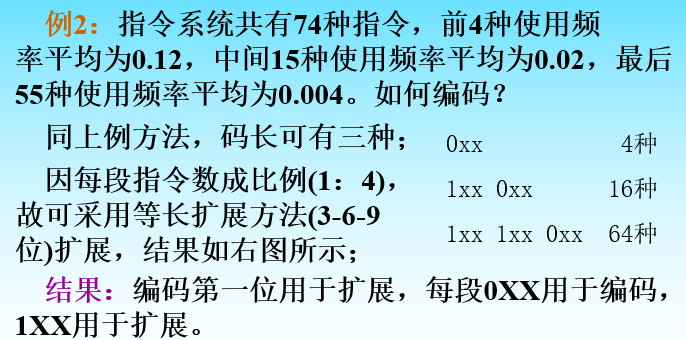 例2：指令系统共有74种指令，前4种使用频
率平均为0.12，中间15种使用频率平均为0.02，最后
55种使用频率平均为0.004。如何编码？
同上例方法，码长可有三种；
因每段指令数成比例(1：4)，
故可采用等长扩展方法(3-6-9
位)扩展，结果如右图所示；
0xx 4种
1xx 0xx 16种
1xx 1xx 0xx 64种
结果：编码第一位用于扩展，每段0XX用于编码，
1XX用于扩展。